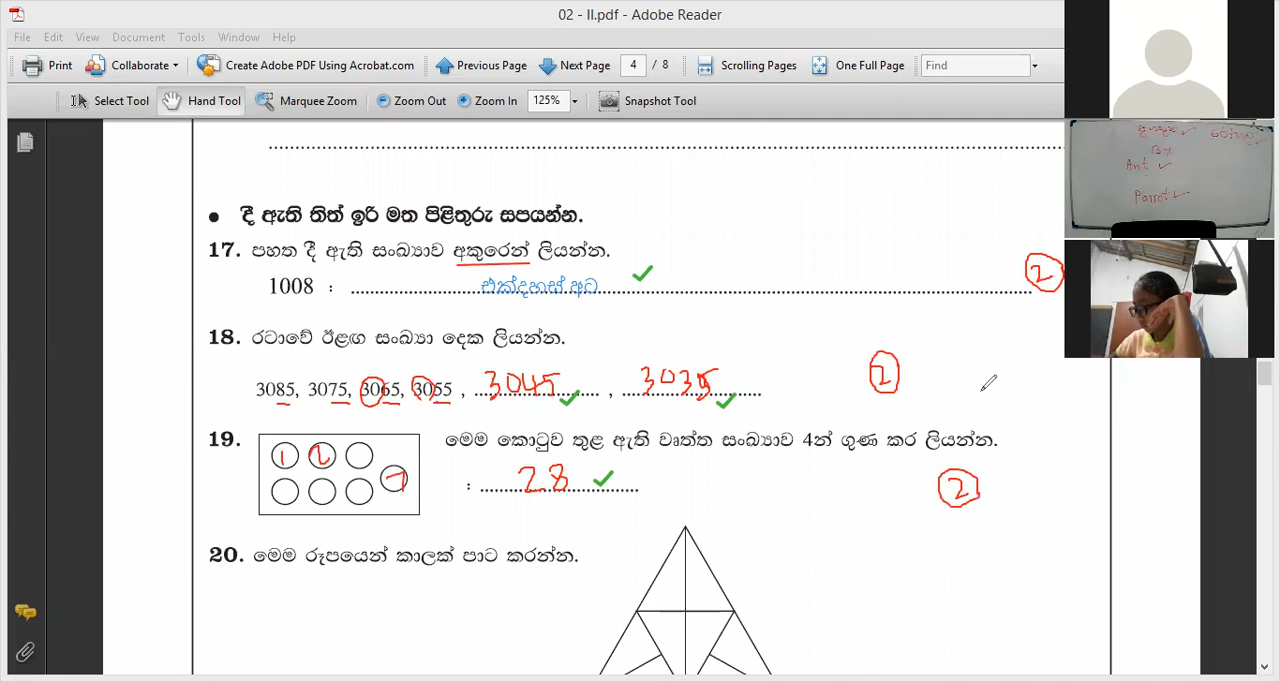 02 - II.pdf - Adobe Reader
File Edit View Document Tools Window Help
Print Collaborate Create Adobe PDF Using Acrobat.com Previous Page Next Page 4 / 8 Scrolling Pages One Full Page Find
Select Tool Hand Tool Marquee Zoom Zoom Out Zoom In 125% Snapshot Tool
Ant ✓
Parrot ✓
• දී ඇති තිත් ඉරි මත පිළිතුරු සපයන්න.
17. පහත දී ඇති සංඛ්‍යාව අකුරෙන් ලියන්න.
1008 : එක්දහස් අට ✓ 2
18. රටාවේ ඊළඟ සංඛ්‍යා දෙක ලියන්න.
3085, 3075, 3065, 3055, 3045 ✓, 3035 ✓ 2
19. මෙම කොටුව තුළ ඇති වෘත්ත සංඛ්‍යාව 4න් ගුණ කර ලියන්න.
1 2 7
: 28 ✓ 2
20. මෙම රූපයෙන් කාලක් පාට කරන්න.